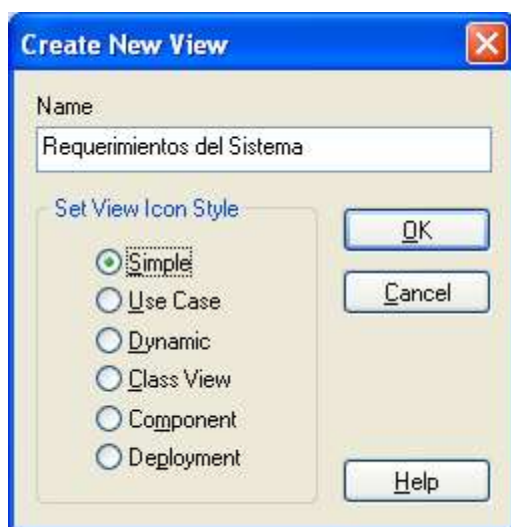 Create New View
Name
Requerimientos del Sistema
Set View Icon Style
Simple
Use Case
Dynamic
Class View
Component
Deployment
OK
Cancel
Help